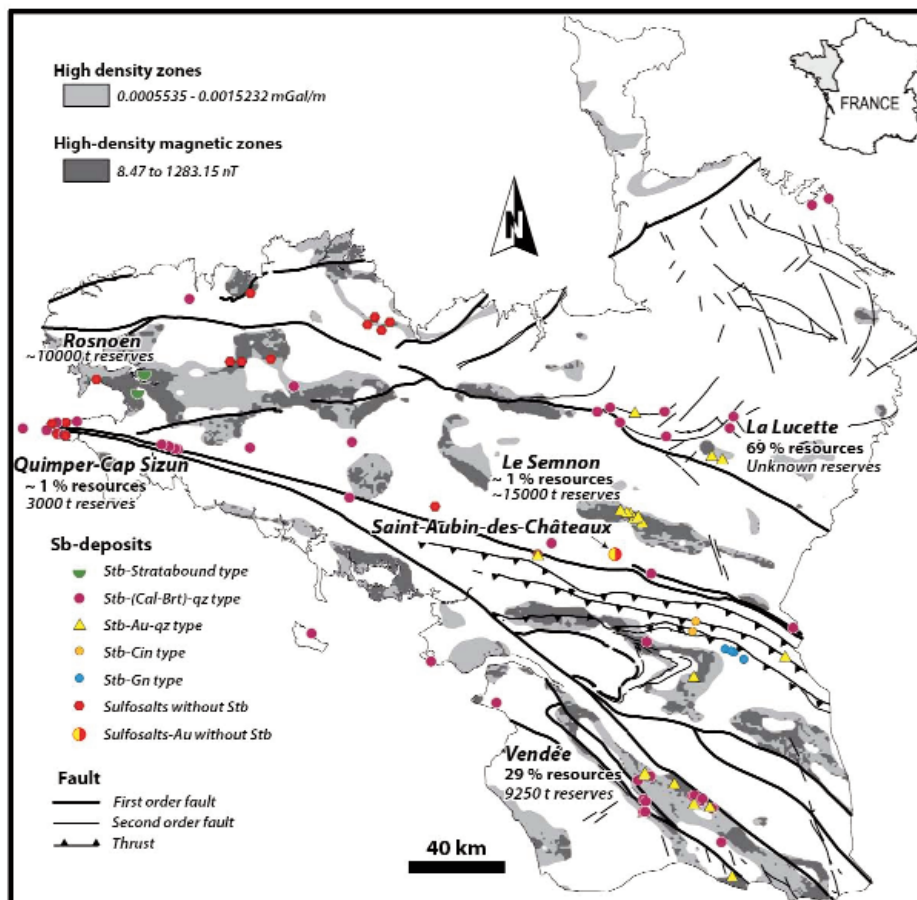 High density zones
0.0005535 - 0.0015232 mGal/m
High-density magnetic zones
8.47 to 1283.15 nT
FRANCE
N
Rosnoën
~10000 t reserves
La Lucette
69 % resources
Unknown reserves
Quimper-Cap Sizun
~ 1 % resources
3000 t reserves
Le Semnon
~ 1 % resources
~15000 t reserves
Saint-Aubin-des-Châteaux
Sb-deposits
Stb-Stratabound type
Stb-(Cal-Brt)-qz type
Stb-Au-qz type
Stb-Cin type
Stb-Gn type
Sulfosalts without Stb
Sulfosalts-Au without Stb
Vendée
29 % resources
9250 t reserves
Fault
First order fault
Second order fault
Thrust
40 km